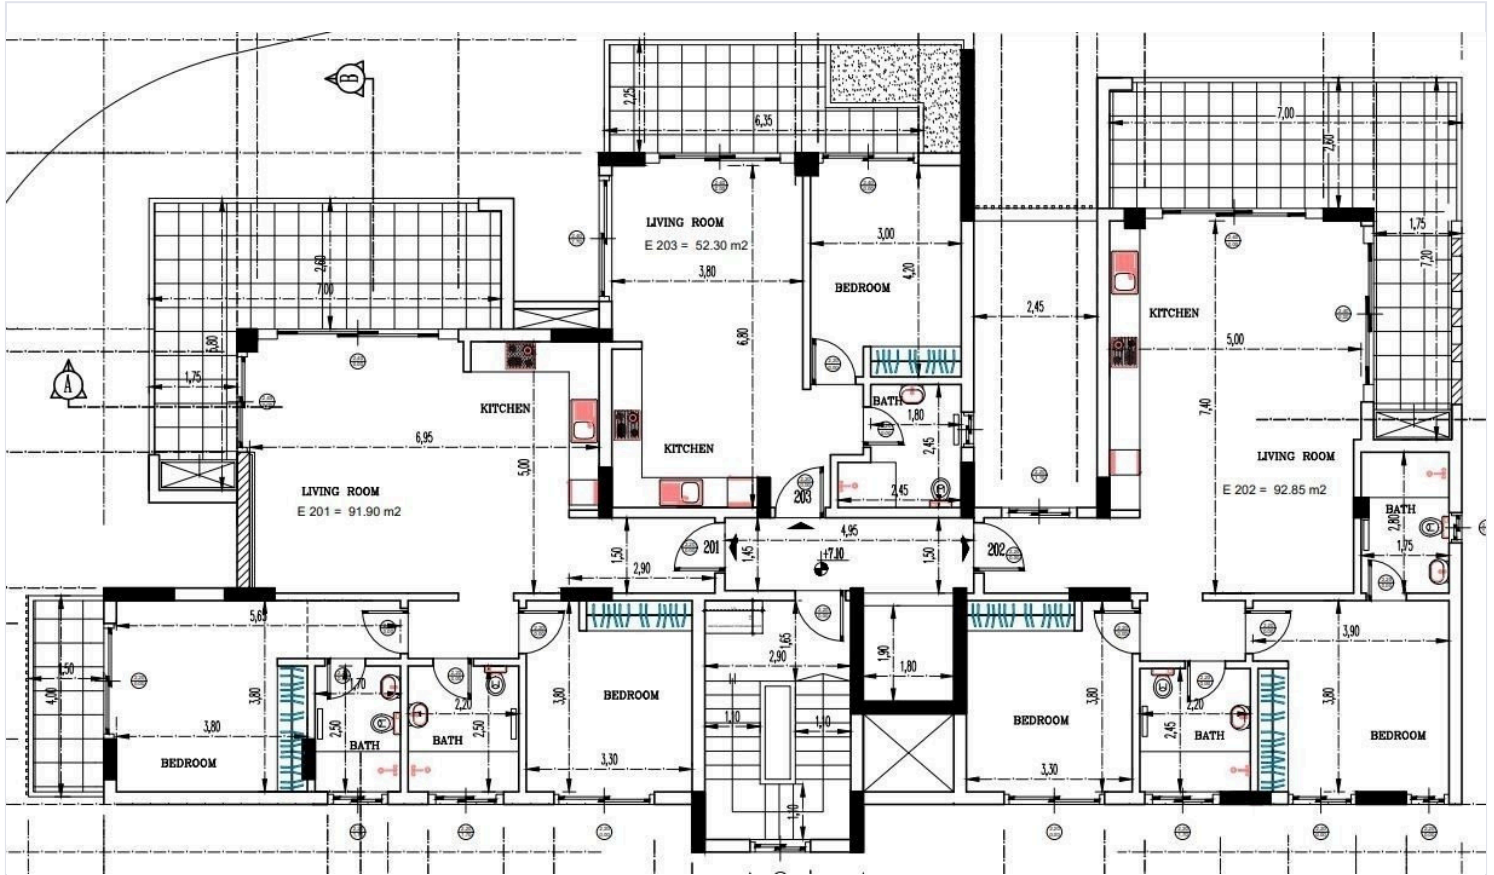 B
2,25
6,35
7,00
2,60
LIVING ROOM
E 203 = 52.30 m2
3,80
3,00
4,20
BEDROOM
6,80
2,45
KITCHEN
5,00
1,75
7,20
7,40
2,60
7,00
6,80
1,75
A
KITCHEN
6,95
5,00
LIVING ROOM
E 201 = 91.90 m2
KITCHEN
BATH
1,80
2,45
2,45
203
LIVING ROOM
E 202 = 92.85 m2
BATH
2,80
1,75
201
1,45
4,95
+7.10
1,50
202
1,50
2,90
5,65
1,50
4,00
3,80
3,80
BEDROOM
1,70
2,50
BATH
2,20
2,50
BATH
3,80
BEDROOM
3,30
1,65
2,90
1,10
1,10
1,10
1,90
1,80
3,80
BEDROOM
3,30
2,20
2,45
BATH
3,90
3,80
BEDROOM